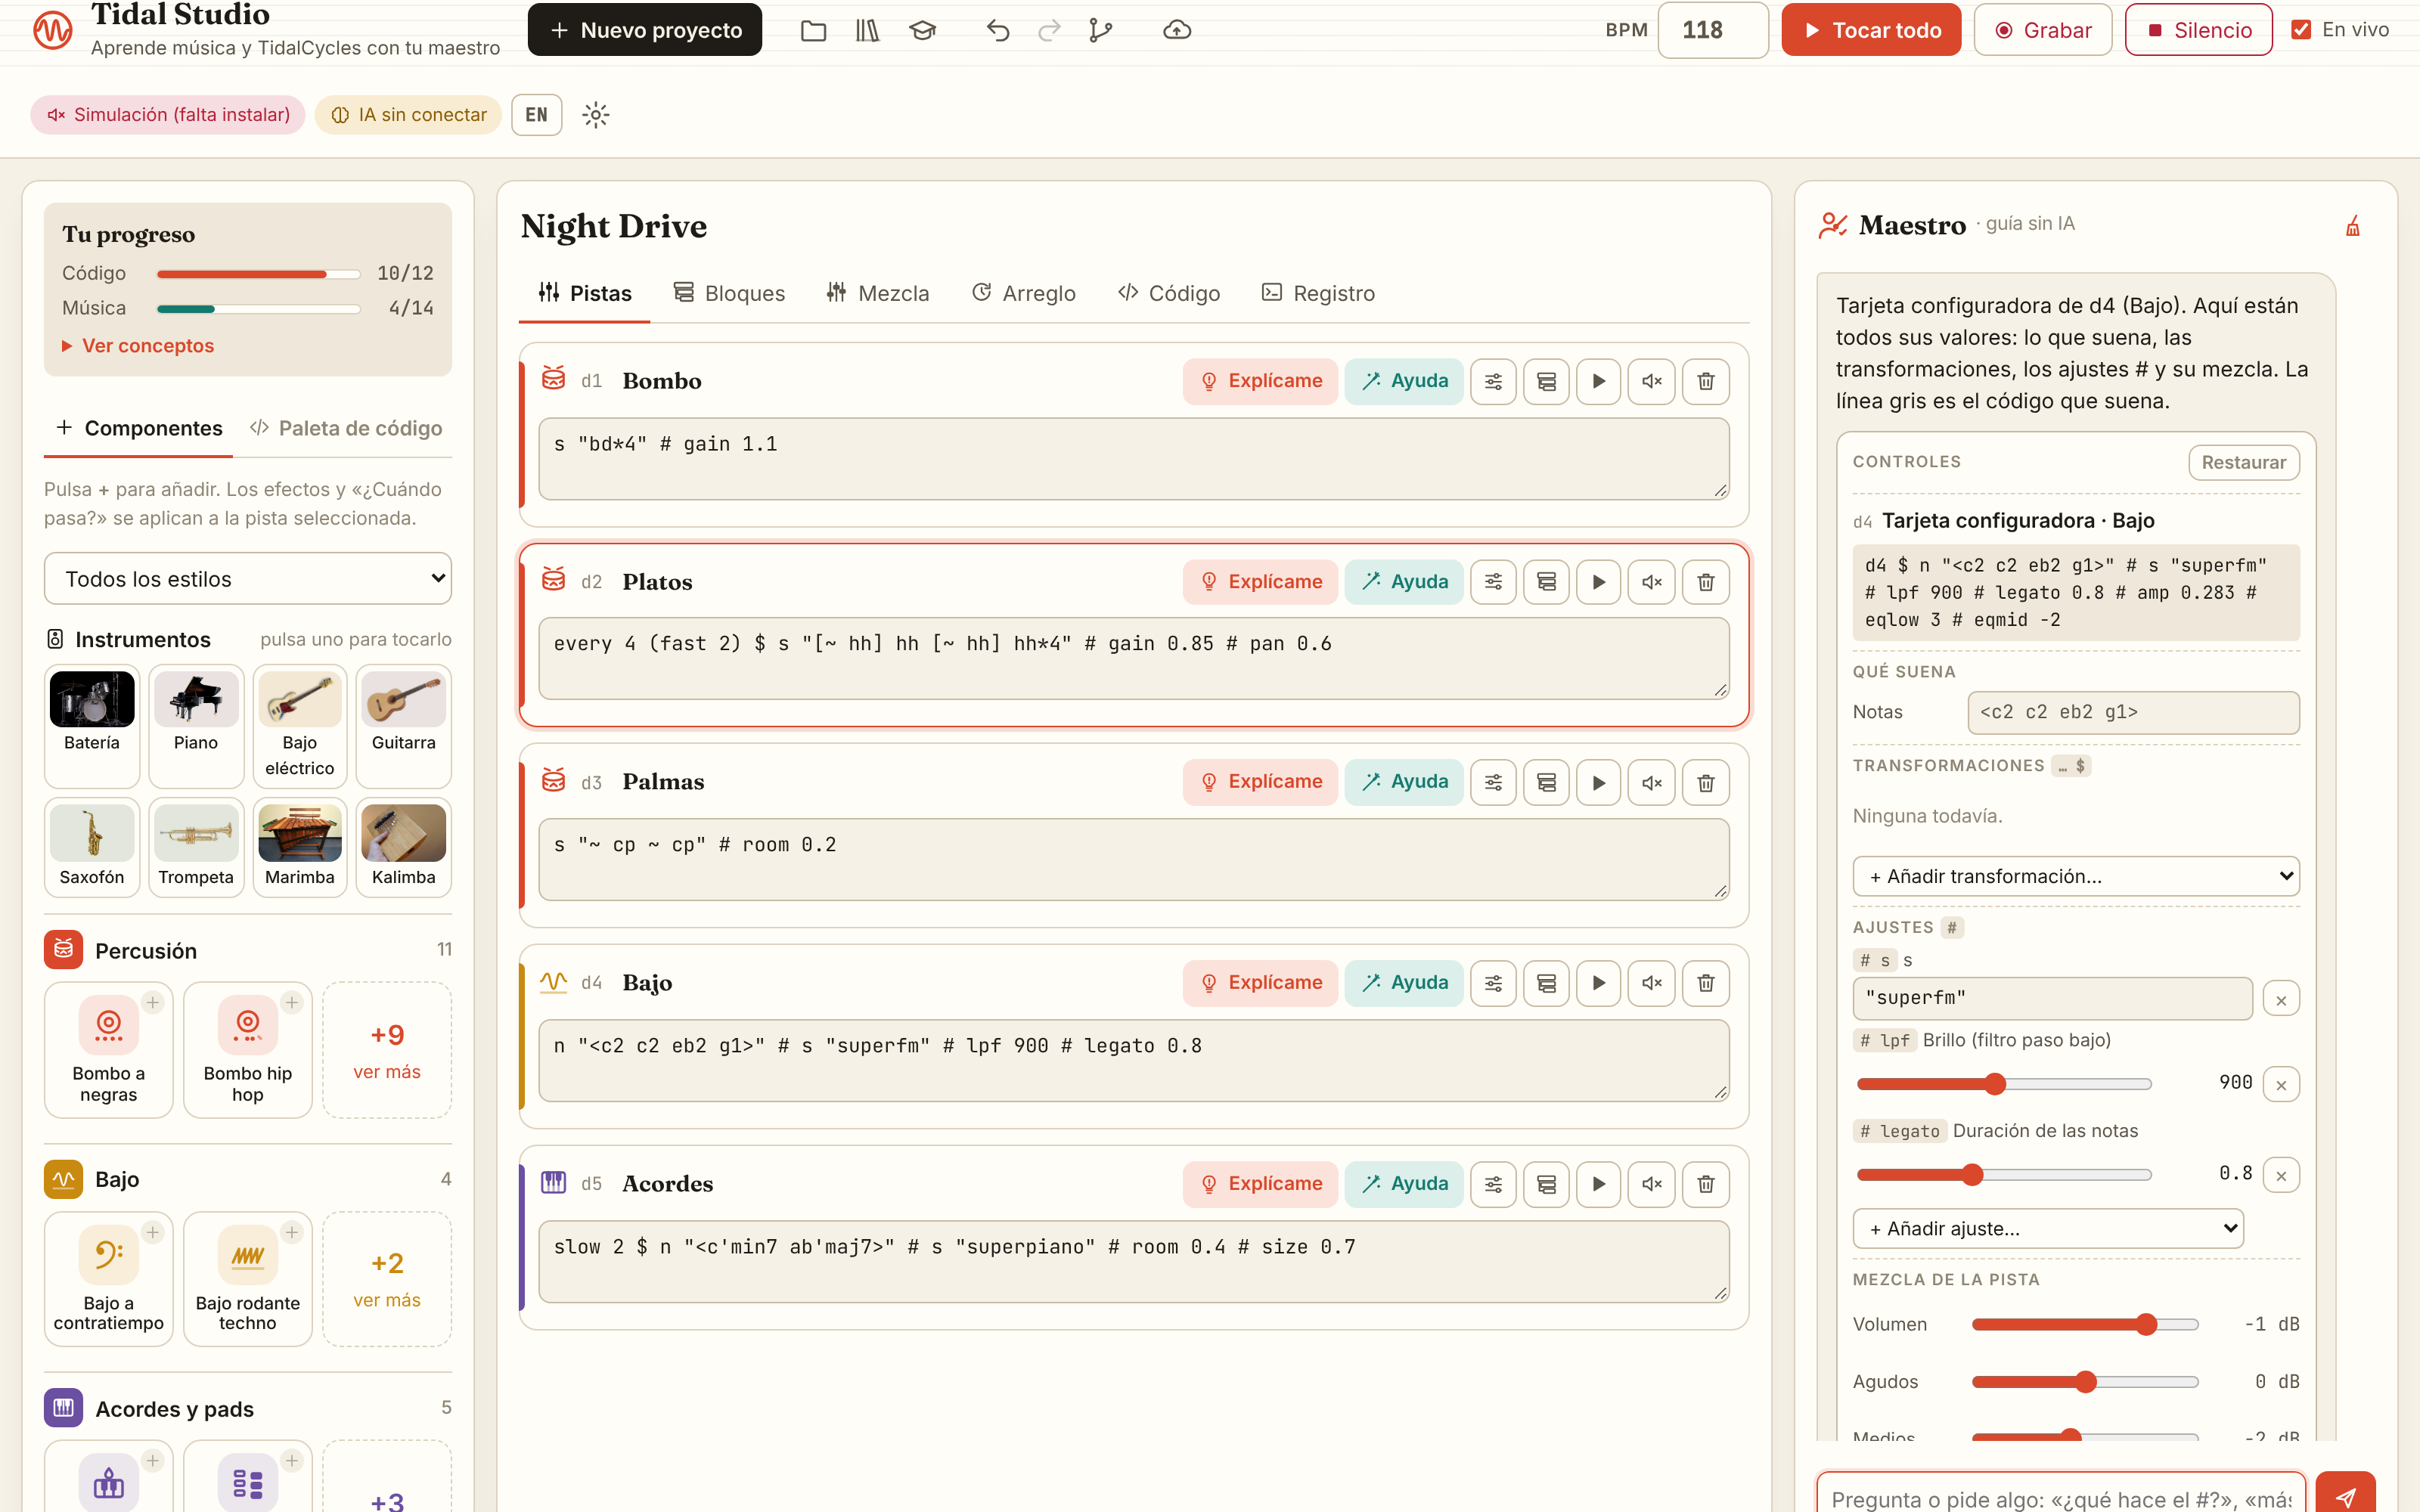 Tidal Studio
Aprende música y TidalCycles con tu maestro
Nuevo proyecto
BPM 118
Tocar todo
Grabar
Silencio
En vivo
Simulación (falta instalar)
IA sin conectar
EN
Tu progreso
Código 10/12
Música 4/14
Ver conceptos
+ Componentes
</> Paleta de código
Pulsa + para añadir. Los efectos y «¿Cuándo
pasa?» se aplican a la pista seleccionada.
Todos los estilos
Instrumentos pulsa uno para tocarlo
Batería
Piano
Bajo
eléctrico
Guitarra
Saxofón
Trompeta
Marimba
Kalimba
Percusión 11
Bombo a
negras
Bombo hip
hop
+9
ver más
Bajo 4
Bajo a
contratiempo
Bajo rodante
techno
+2
ver más
Acordes y pads 5
+3
Night Drive
Pistas
Bloques
Mezcla
Arreglo
Código
Registro
d1 Bombo
Explícame
Ayuda
s "bd*4" # gain 1.1
d2 Platos
Explícame
Ayuda
every 4 (fast 2) $ s "[~ hh] hh [~ hh] hh*4" # gain 0.85 # pan 0.6
d3 Palmas
Explícame
Ayuda
s "~ cp ~ cp" # room 0.2
d4 Bajo
Explícame
Ayuda
n "<c2 c2 eb2 g1>" # s "superfm" # lpf 900 # legato 0.8
d5 Acordes
Explícame
Ayuda
slow 2 $ n "<c'min7 ab'maj7>" # s "superpiano" # room 0.4 # size 0.7
Maestro · guía sin IA
Tarjeta configuradora de d4 (Bajo). Aquí están
todos sus valores: lo que suena, las
transformaciones, los ajustes # y su mezcla. La
línea gris es el código que suena.
CONTROLES
Restaurar
d4 Tarjeta configuradora · Bajo
d4 $ n "<c2 c2 eb2 g1>" # s "superfm"
# lpf 900 # legato 0.8 # amp 0.283 #
eqlow 3 # eqmid -2
QUÉ SUENA
Notas <c2 c2 eb2 g1>
TRANSFORMACIONES … $
Ninguna todavía.
+ Añadir transformación...
AJUSTES #
# s s
"superfm"
# lpf Brillo (filtro paso bajo)
900
# legato Duración de las notas
0.8
+ Añadir ajuste...
MEZCLA DE LA PISTA
Volumen -1 dB
Agudos 0 dB
Medios -2 dB
Pregunta o pide algo: «¿qué hace el #?», «más